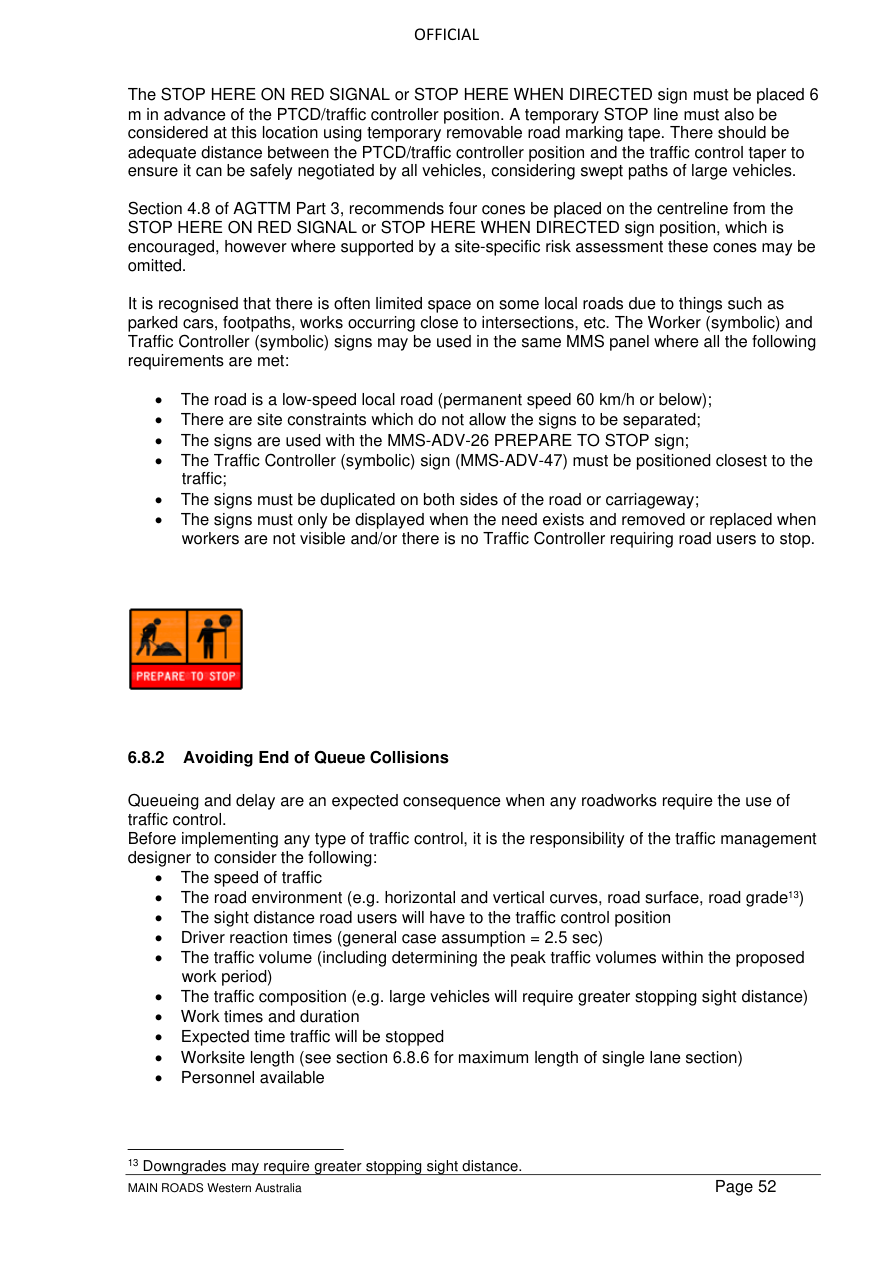 OFFICIAL
The STOP HERE ON RED SIGNAL or STOP HERE WHEN DIRECTED sign must be placed 6
m in advance of the PTCD/traffic controller position. A temporary STOP line must also be
considered at this location using temporary removable road marking tape. There should be
adequate distance between the PTCD/traffic controller position and the traffic control taper to
ensure it can be safely negotiated by all vehicles, considering swept paths of large vehicles.
Section 4.8 of AGTTM Part 3, recommends four cones be placed on the centreline from the
STOP HERE ON RED SIGNAL or STOP HERE WHEN DIRECTED sign position, which is
encouraged, however where supported by a site-specific risk assessment these cones may be
omitted.
It is recognised that there is often limited space on some local roads due to things such as
parked cars, footpaths, works occurring close to intersections, etc. The Worker (symbolic) and
Traffic Controller (symbolic) signs may be used in the same MMS panel where all the following
requirements are met:
• The road is a low-speed local road (permanent speed 60 km/h or below);
• There are site constraints which do not allow the signs to be separated;
• The signs are used with the MMS-ADV-26 PREPARE TO STOP sign;
• The Traffic Controller (symbolic) sign (MMS-ADV-47) must be positioned closest to the
traffic;
• The signs must be duplicated on both sides of the road or carriageway;
• The signs must only be displayed when the need exists and removed or replaced when
workers are not visible and/or there is no Traffic Controller requiring road users to stop.
PREPARE TO STOP
6.8.2 Avoiding End of Queue Collisions
Queueing and delay are an expected consequence when any roadworks require the use of
traffic control.
Before implementing any type of traffic control, it is the responsibility of the traffic management
designer to consider the following:
• The speed of traffic
• The road environment (e.g. horizontal and vertical curves, road surface, road grade¹³)
• The sight distance road users will have to the traffic control position
• Driver reaction times (general case assumption = 2.5 sec)
• The traffic volume (including determining the peak traffic volumes within the proposed
work period)
• The traffic composition (e.g. large vehicles will require greater stopping sight distance)
• Work times and duration
• Expected time traffic will be stopped
• Worksite length (see section 6.8.6 for maximum length of single lane section)
• Personnel available
¹³ Downgrades may require greater stopping sight distance.
MAIN ROADS Western Australia Page 52